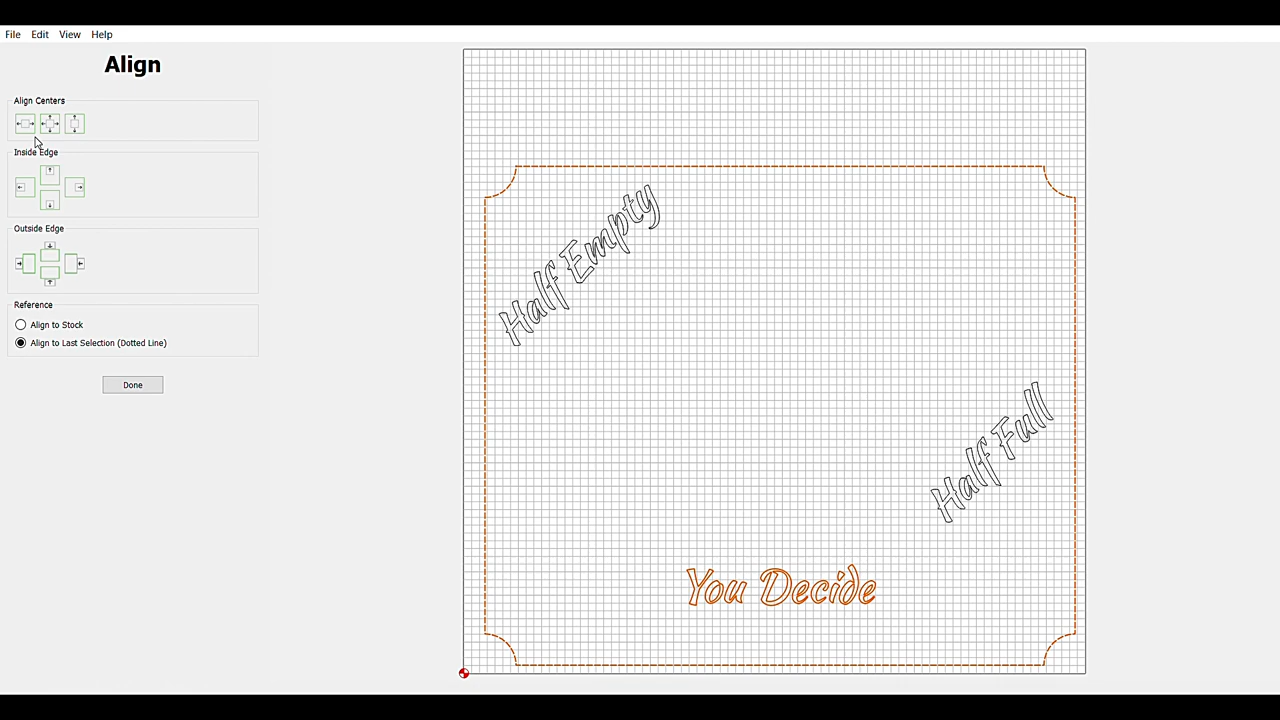 File Edit View Help
Align
Align Centers
Inside Edge
Outside Edge
Reference
Align to Stock
Align to Last Selection (Dotted Line)
Done
Half Empty
Half Full
You Decide